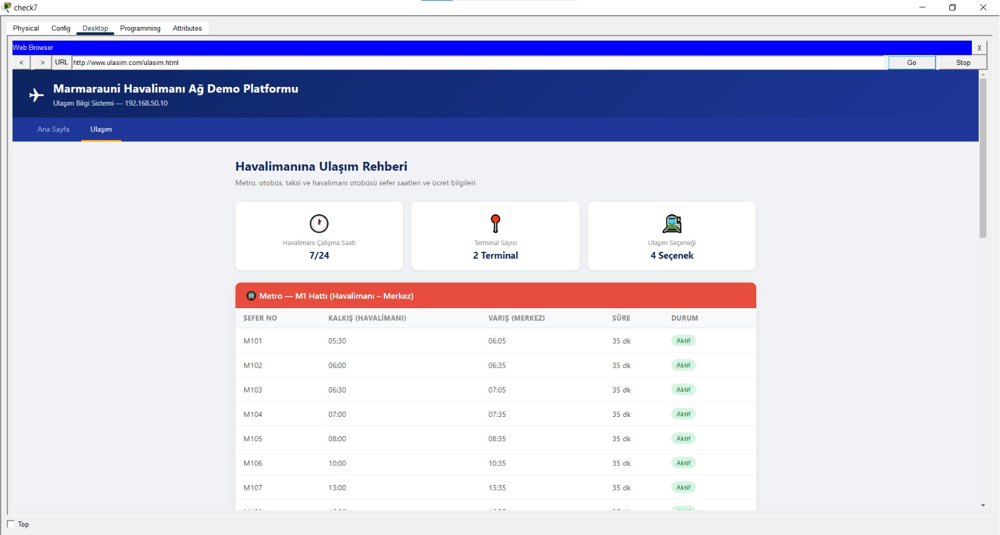 check7
Physical Config Desktop Programming Attributes
Web Browser X
< > URL http://www.ulasim.com/ulasim.html Go Stop
Marmarauni Havalimanı Ağ Demo Platformu
Ulaşım Bilgi Sistemi — 192.168.50.10
Ana Sayfa Ulaşım
Havalimanına Ulaşım Rehberi
Metro, otobüs, taksi ve havalimanı otobüsü sefer saatleri ve ücret bilgileri
Havalimanı Çalışma Saati Terminal Sayısı Ulaşım Seçeneği
7/24 2 Terminal 4 Seçenek
Metro — M1 Hattı (Havalimanı – Merkez)
SEFER NO KALKIŞ (HAVALİMANI) VARIŞ (MERKEZ) SÜRE DURUM
M101 05:30 06:05 35 dk Aktif
M102 06:00 06:35 35 dk Aktif
M103 06:30 07:05 35 dk Aktif
M104 07:00 07:35 35 dk Aktif
M105 08:00 08:35 35 dk Aktif
M106 10:00 10:35 35 dk Aktif
M107 13:00 13:35 35 dk Aktif
Top